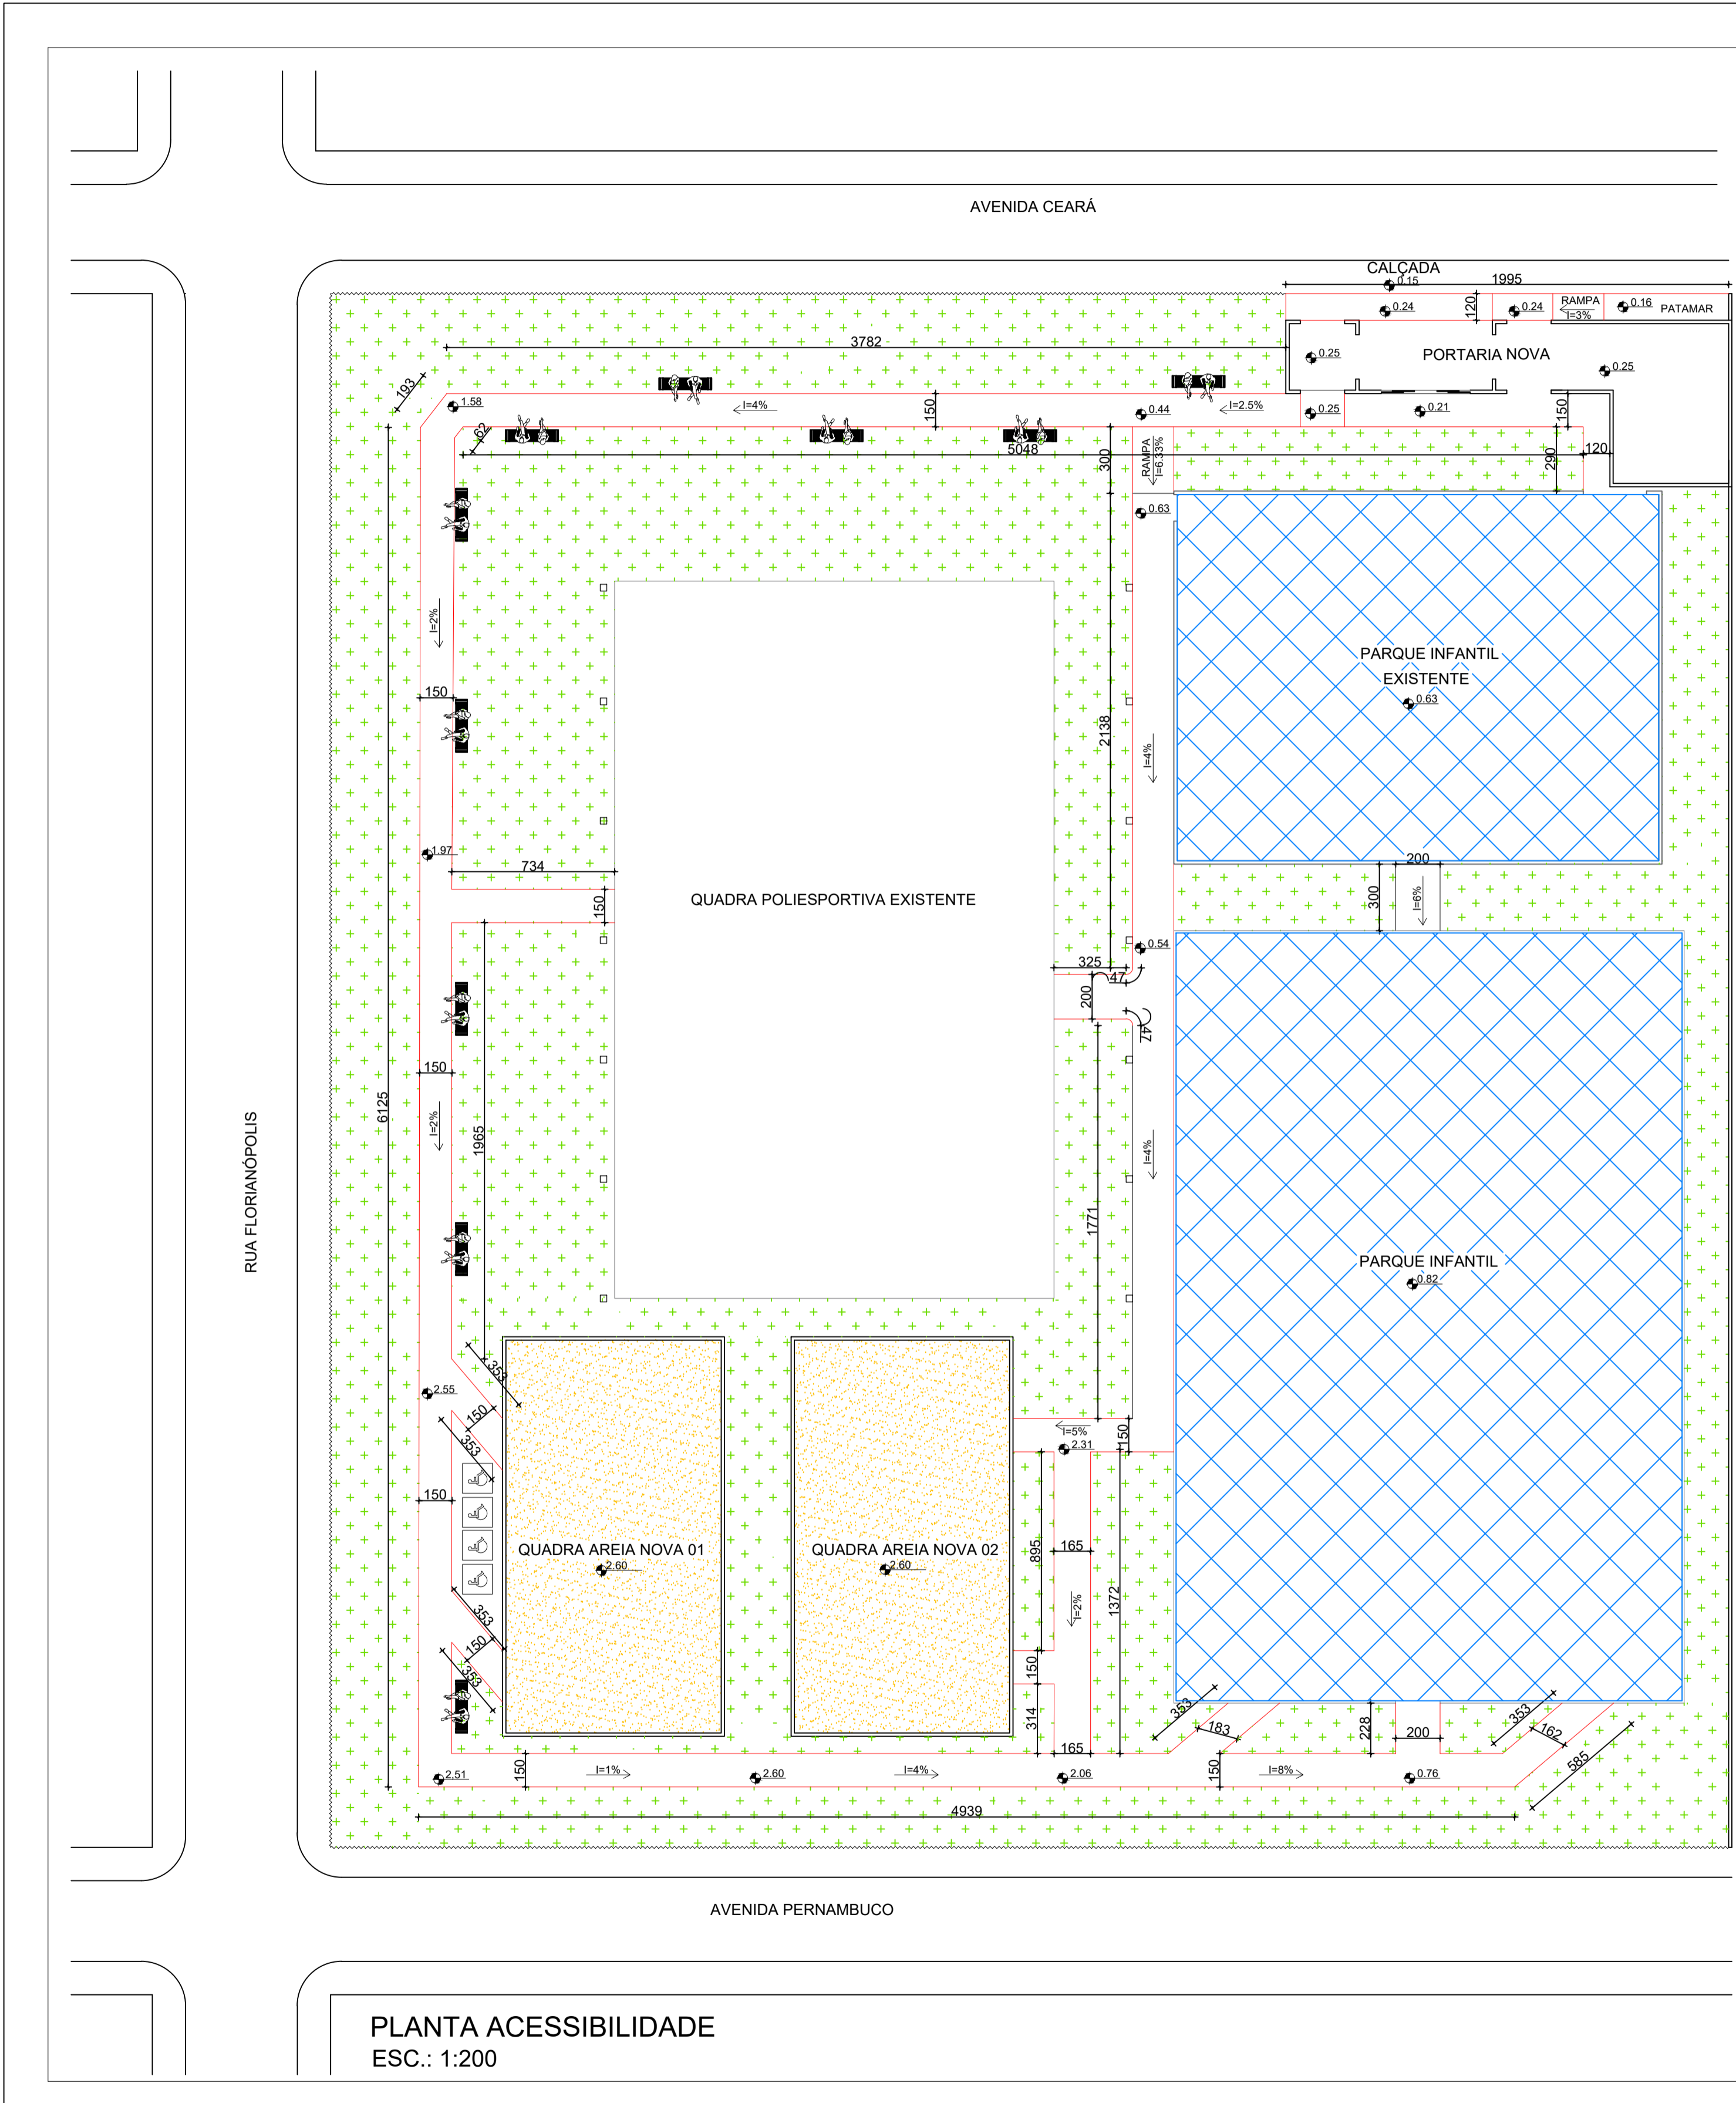 AVENIDA CEARÁ
CALÇADA
0.15
1995
0.24
120
0.24
RAMPA
I=3%
0.16
PATAMAR
3782
0.25
PORTARIA NOVA
0.25
193
1.58
I=4%
150
0.44
I=2.5%
0.25
0.21
150
62
5048
300
RAMPA
I=6.33%
290
120
0.63
I=2%
PARQUE INFANTIL
EXISTENTE
0.63
150
2138
I=4%
1.97
734
150
QUADRA POLIESPORTIVA EXISTENTE
200
300
I=6%
0.54
325
47
200
47
150
6125
I=2%
1965
RUA FLORIANÓPOLIS
I=4%
1771
PARQUE INFANTIL
0.82
353
2.55
150
353
I=5%
2.31
150
150
QUADRA AREIA NOVA 01
2.60
QUADRA AREIA NOVA 02
2.60
895
165
I=2%
1372
353
150
353
150
314
165
353
183
228
200
353
162
585
2.51
150
I=1%
2.60
I=4%
2.06
150
I=8%
0.76
4939
AVENIDA PERNAMBUCO
PLANTA ACESSIBILIDADE
ESC.: 1:200